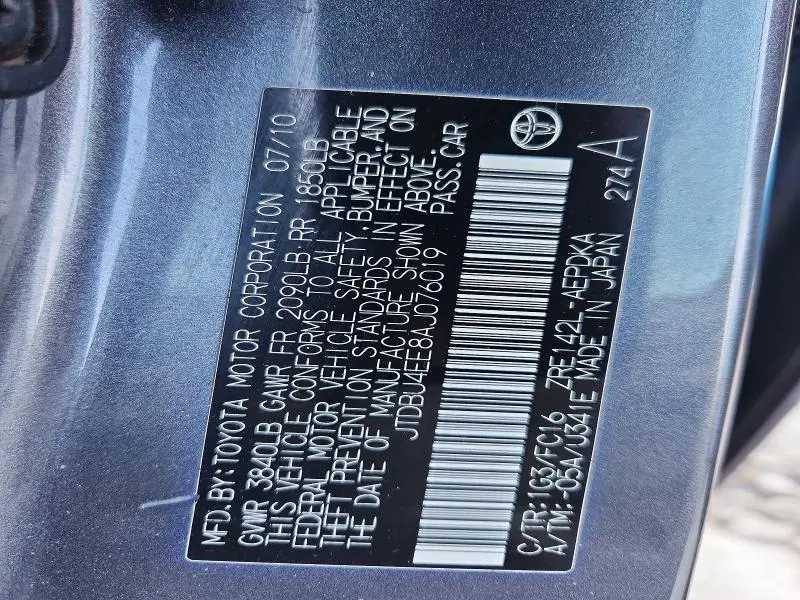 MFD.BY:TOYOTA MOTOR CORPORATION 07/10
GVWR 3840LB GAWR FR 2090LB RR 1850LB
THIS VEHICLE CONFORMS TO ALL APPLICABLE
FEDERAL MOTOR VEHICLE SAFETY, BUMPER, AND
THEFT PREVENTION STANDARDS IN EFFECT ON
THE DATE OF MANUFACTURE SHOWN ABOVE.
JTDBU4EE8AJ076019 PASS.CAR
C/TR:1G3/FC16 ZRE142L-AEPDKA
A/TM:-05A/U341E MADE IN JAPAN 274A